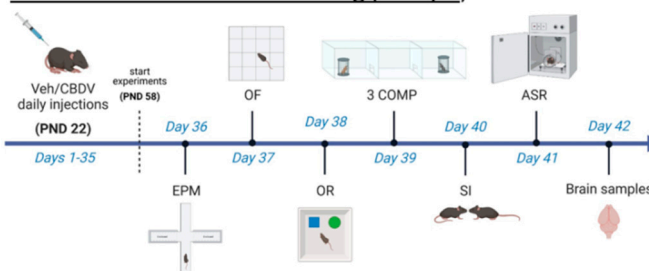 Veh/CBDV
daily injections
(PND 22)
Days 1-35
start
experiments
(PND 58)
Day 36
EPM
OF
Day 37
Day 38
OR
3 COMP
Day 39
Day 40
SI
ASR
Day 41
Day 42
Brain samples